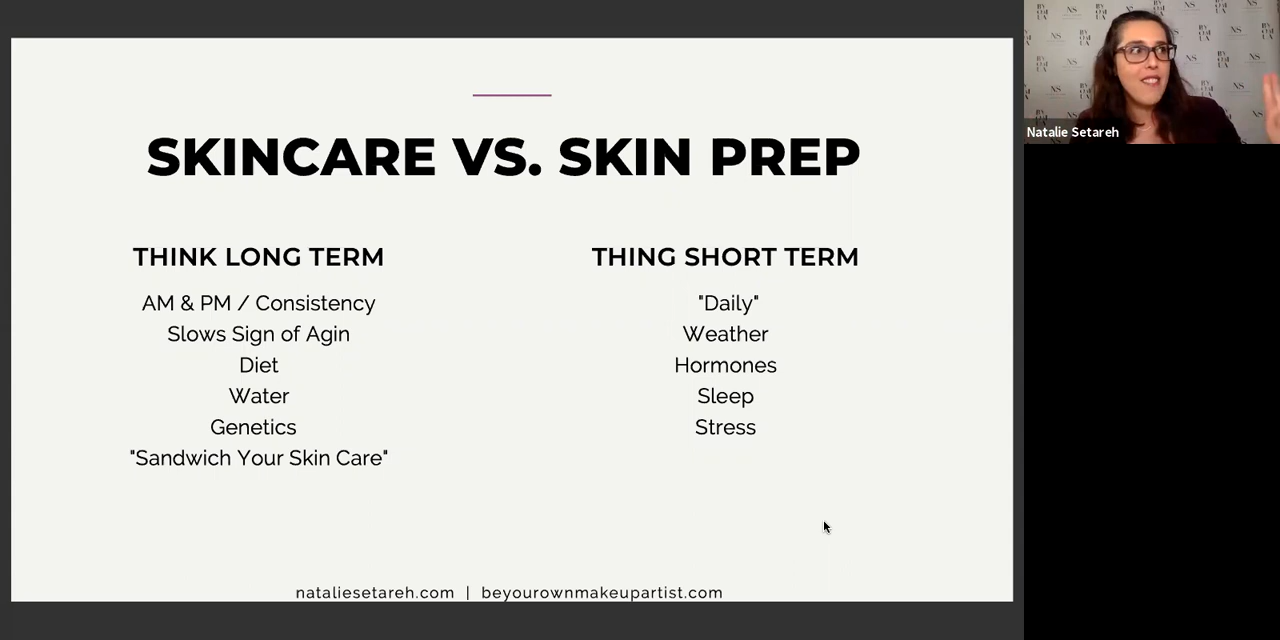 SKINCARE VS. SKIN PREP
THINK LONG TERM
AM & PM / Consistency
Slows Sign of Agin
Diet
Water
Genetics
"Sandwich Your Skin Care"
THING SHORT TERM
"Daily"
Weather
Hormones
Sleep
Stress
nataliesetareh.com | beyourownmakeupartist.com
Natalie Setareh